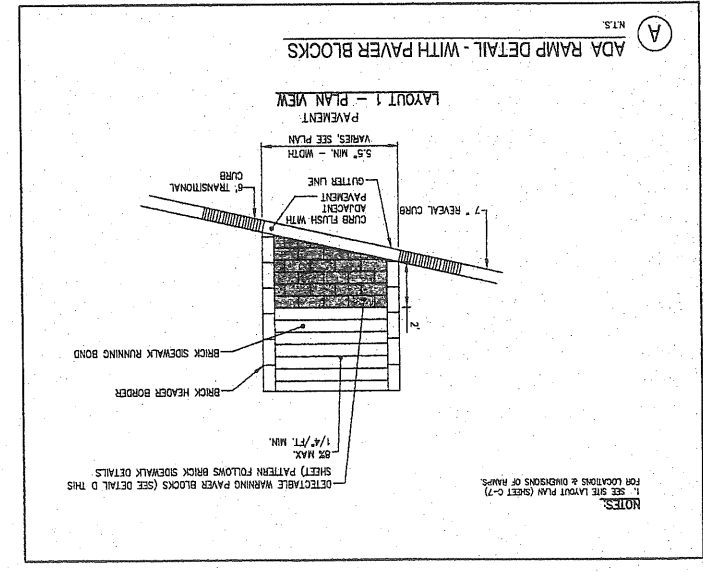 NOTES:
1. SEE SITE LAYOUT PLAN (SHEET C-7)
FOR LOCATIONS & DIMENSIONS OF RAMPS.
DETECTABLE WARNING PAVER BLOCKS (SEE DETAIL D THIS
SHEET) PATTERN FOLLOWS BRICK SIDEWALK DETAILS
8% MAX.
1/4"/FT. MIN.
BRICK HEADER BORDER
BRICK SIDEWALK RUNNING BOND
2'
7" REVEAL CURB
CURB FLUSH WITH
ADJACENT
PAVEMENT
GUTTER LINE
6' TRANSITIONAL
CURB
5.5" MIN. - WIDTH
VARIES, SEE PLAN
PAVEMENT
LAYOUT 1 - PLAN VIEW
A
ADA RAMP DETAIL - WITH PAVER BLOCKS
N.T.S.